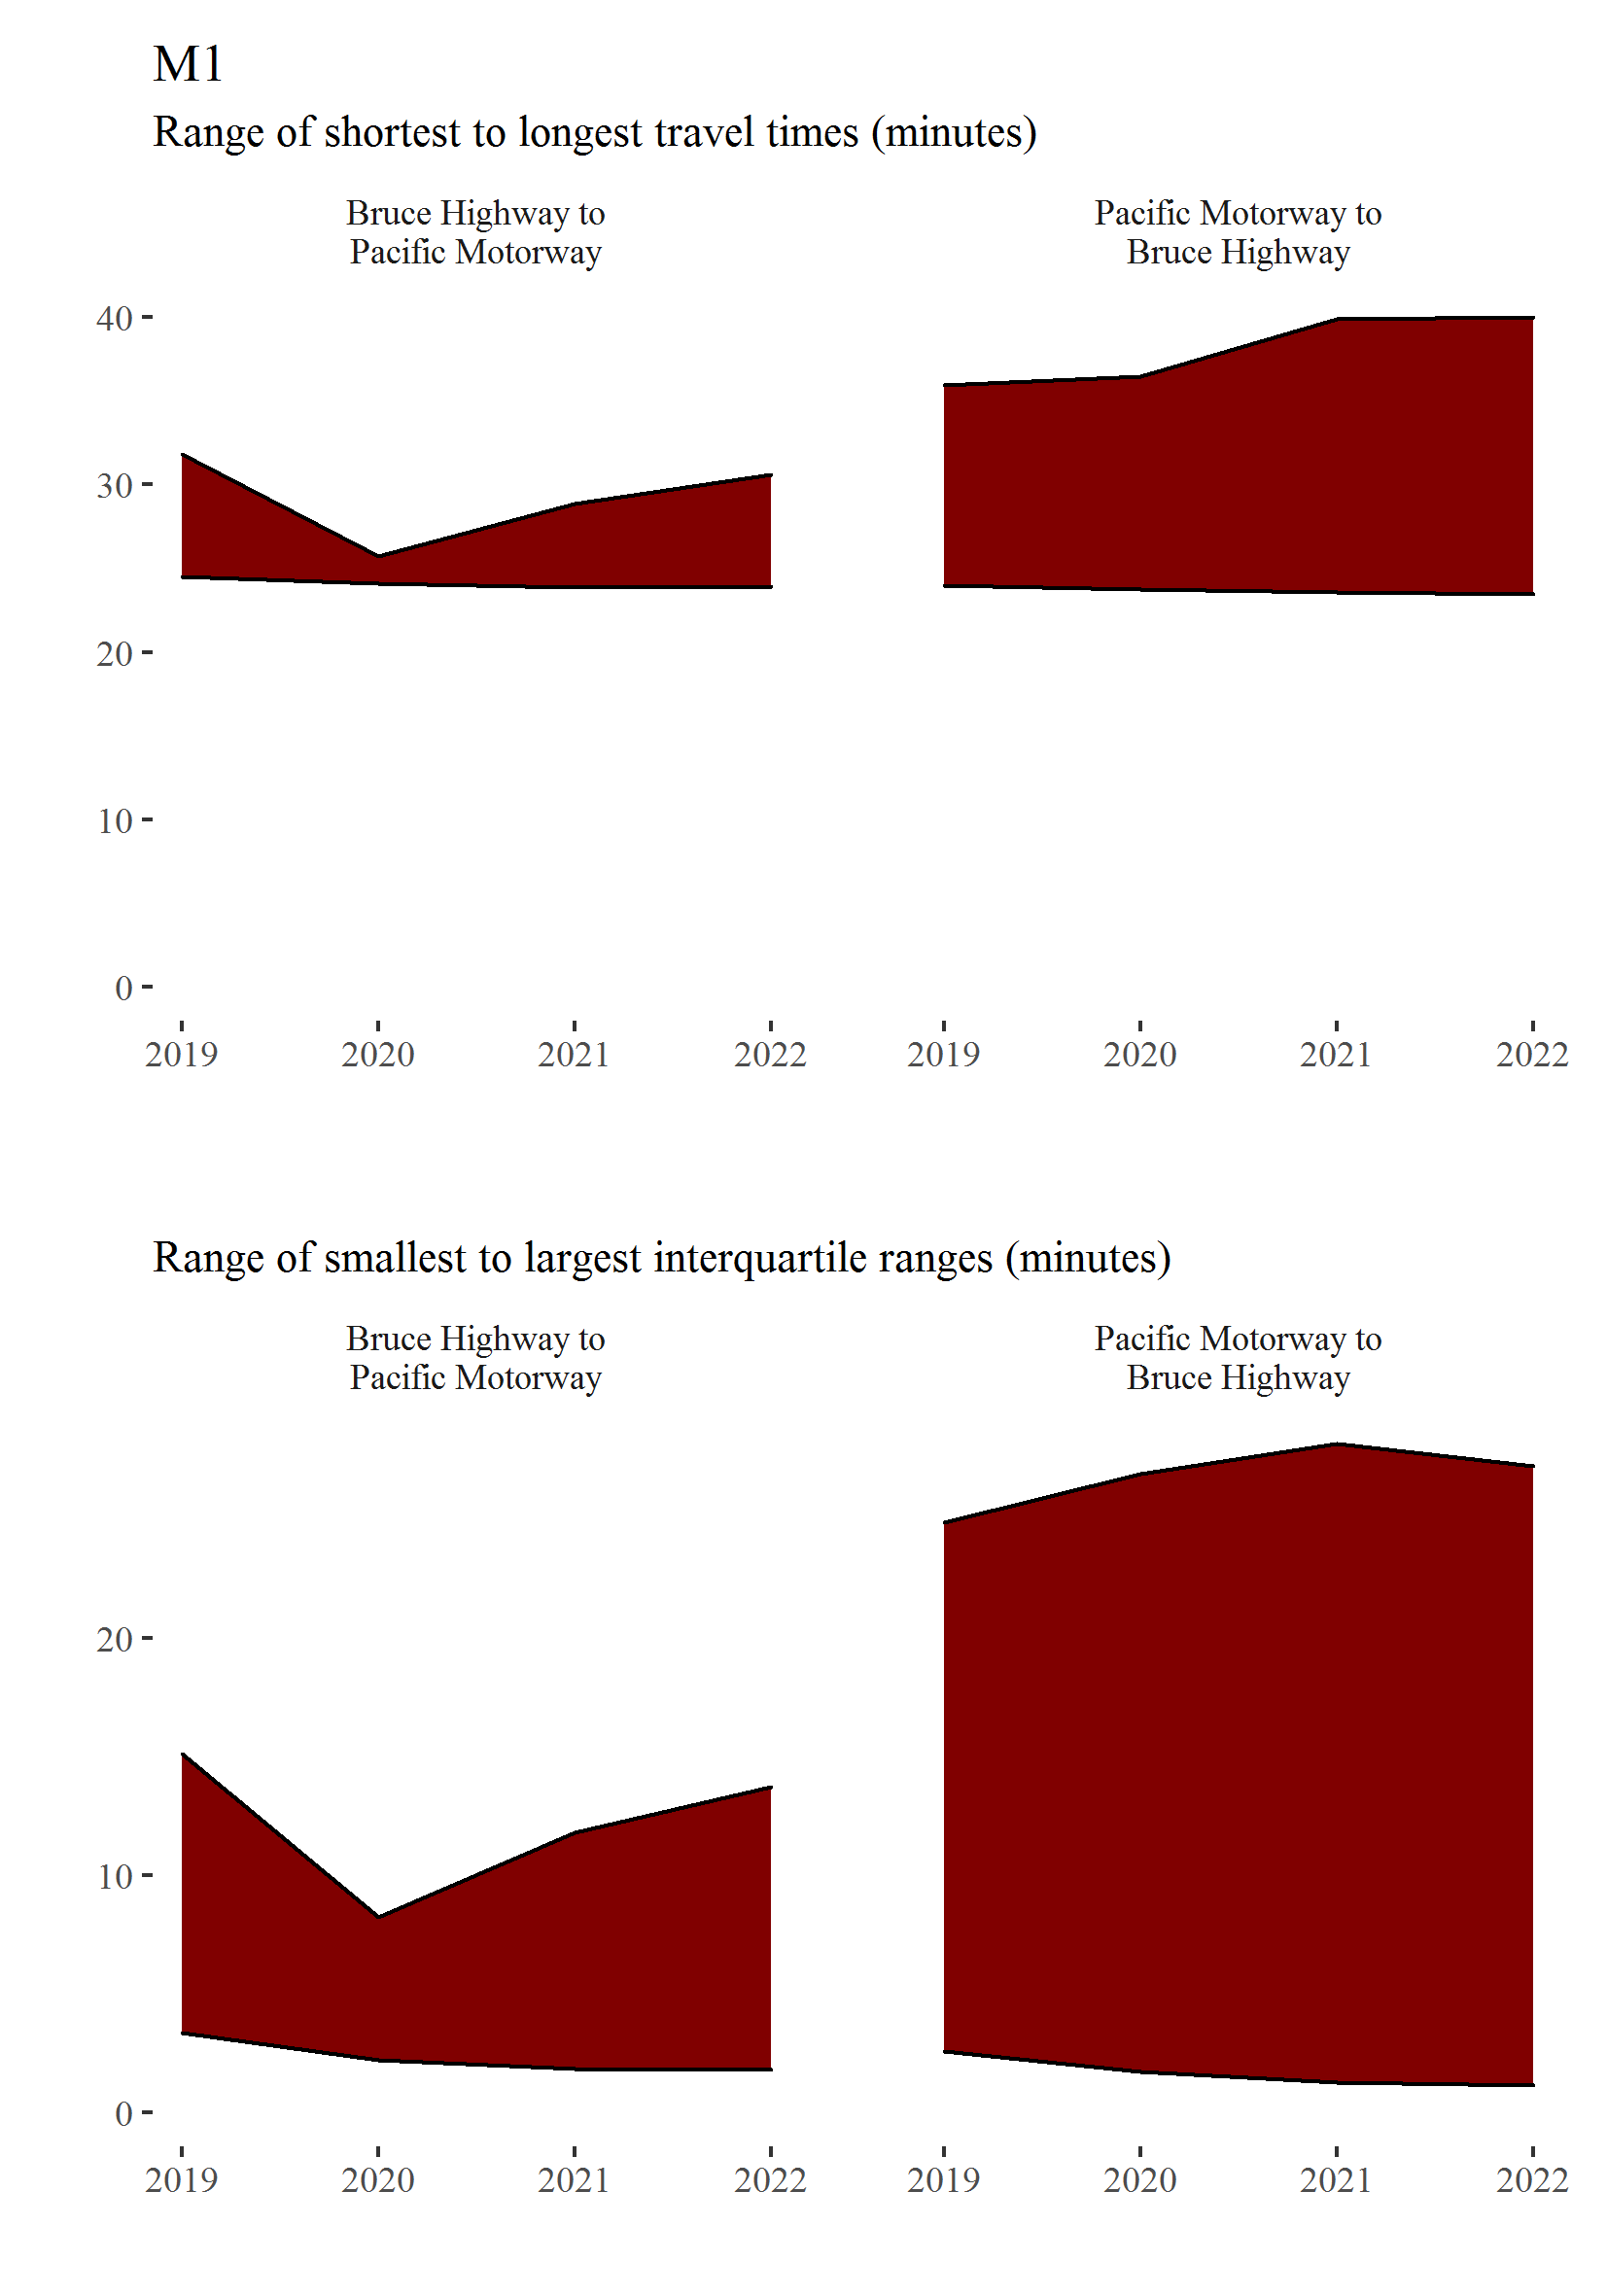 M1
Range of shortest to longest travel times (minutes)
Bruce Highway to
Pacific Motorway
Pacific Motorway to
Bruce Highway
40
30
20
10
0
2019 2020 2021 2022 2019 2020 2021 2022
Range of smallest to largest interquartile ranges (minutes)
Bruce Highway to
Pacific Motorway
Pacific Motorway to
Bruce Highway
20
10
0
2019 2020 2021 2022 2019 2020 2021 2022